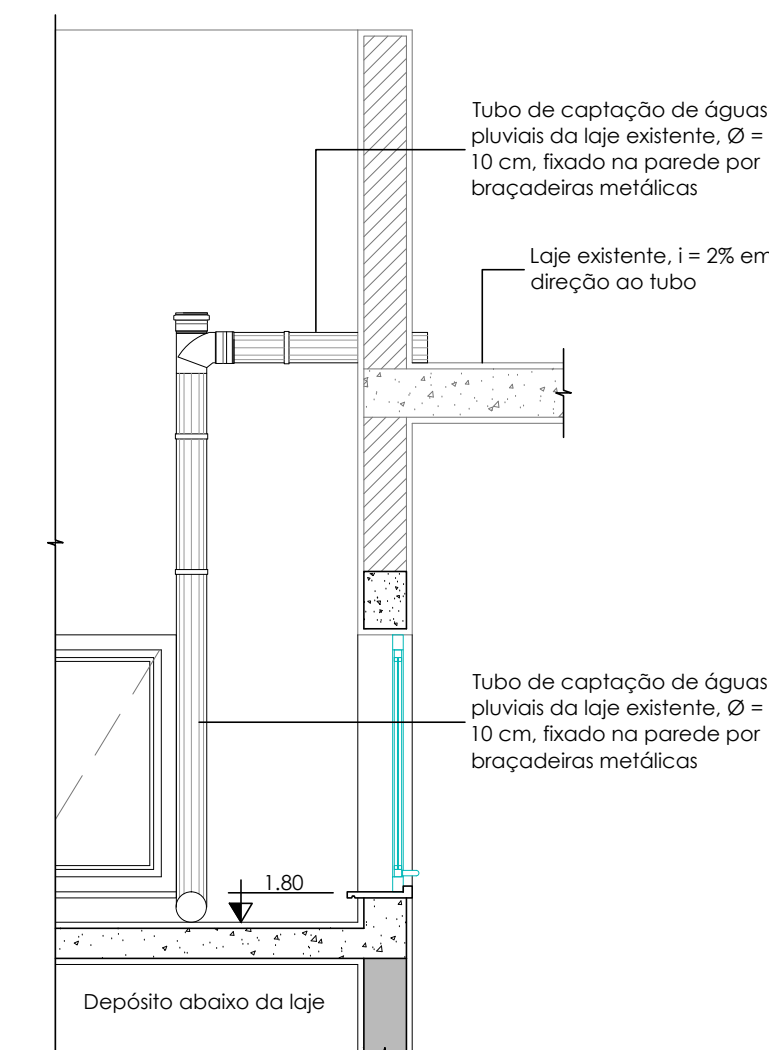 Tubo de captação de águas
pluviais da laje existente, Ø =
10 cm, fixado na parede por
braçadeiras metálicas
Laje existente, i = 2% em
direção ao tubo
Tubo de captação de águas
pluviais da laje existente, Ø =
10 cm, fixado na parede por
braçadeiras metálicas
1.80
Depósito abaixo da laje